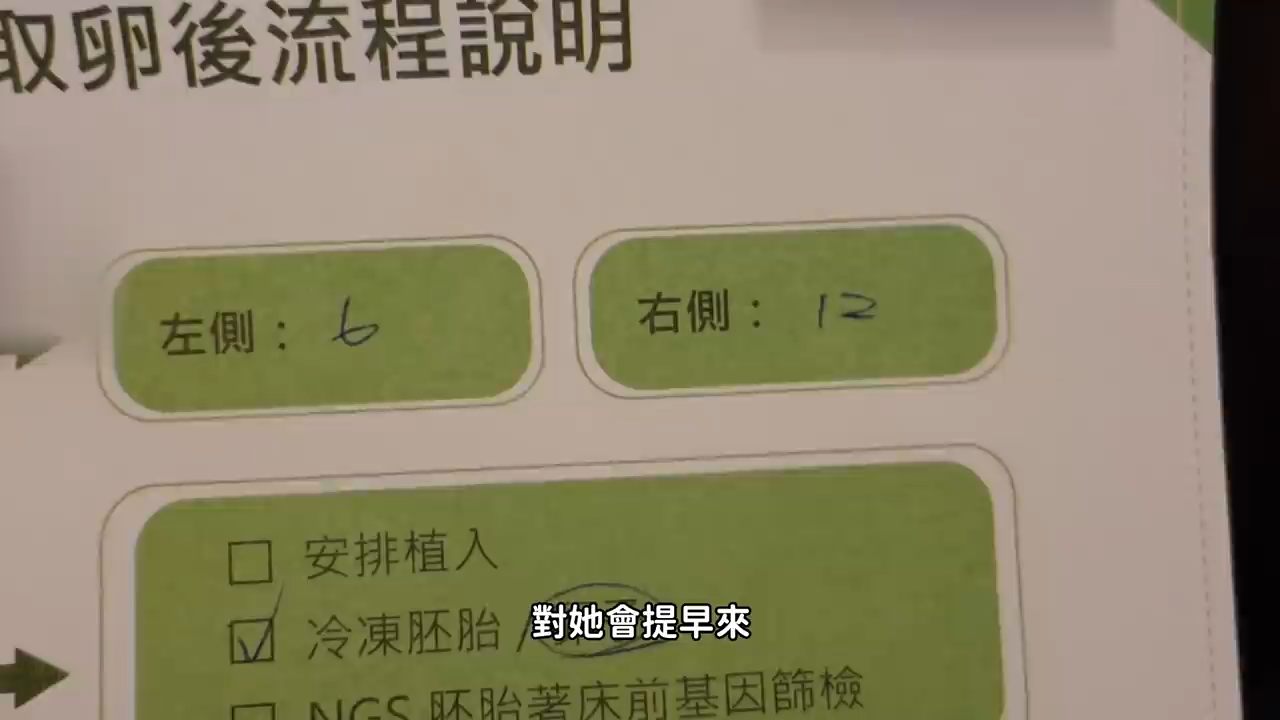 取卵後流程說明
左側： 6
右側： 12
安排植入
冷凍胚胎 /
對她會提早來
NGS 胚胎著床前基因篩檢